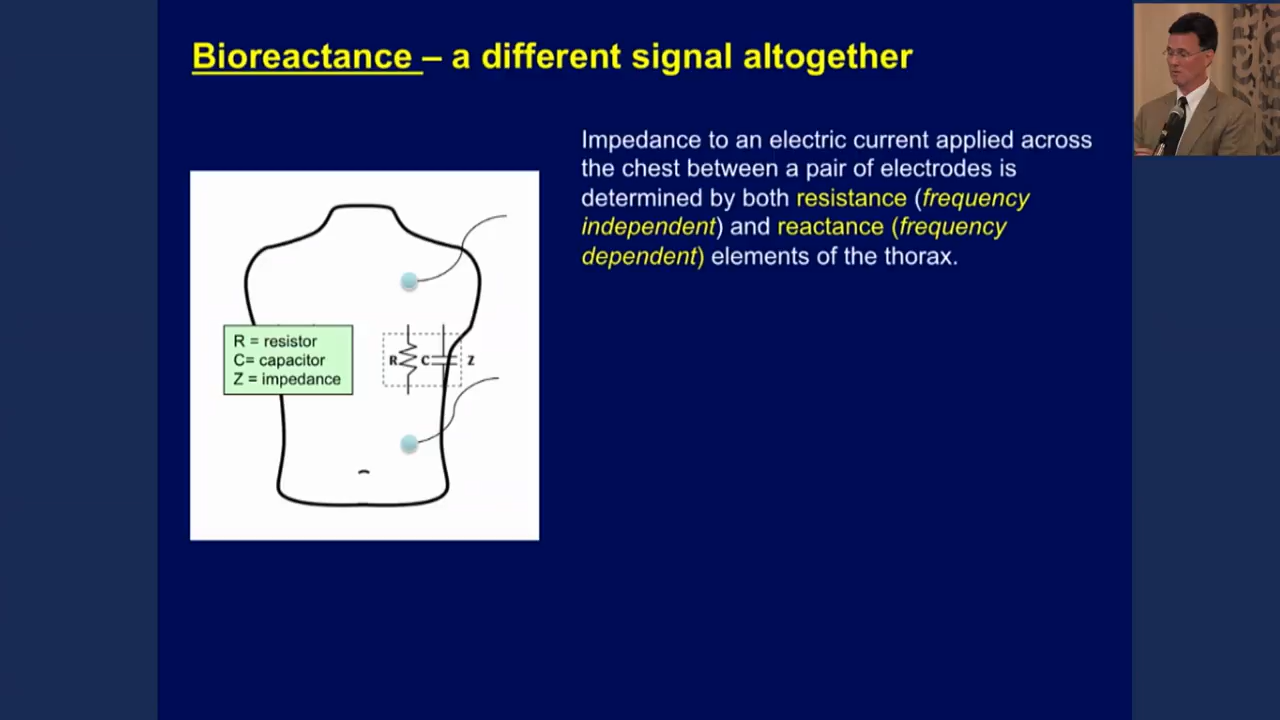 Bioreactance – a different signal altogether
Impedance to an electric current applied across
the chest between a pair of electrodes is
determined by both resistance (frequency
independent) and reactance (frequency
dependent) elements of the thorax.
R = resistor
C= capacitor
Z = impedance
R C Z